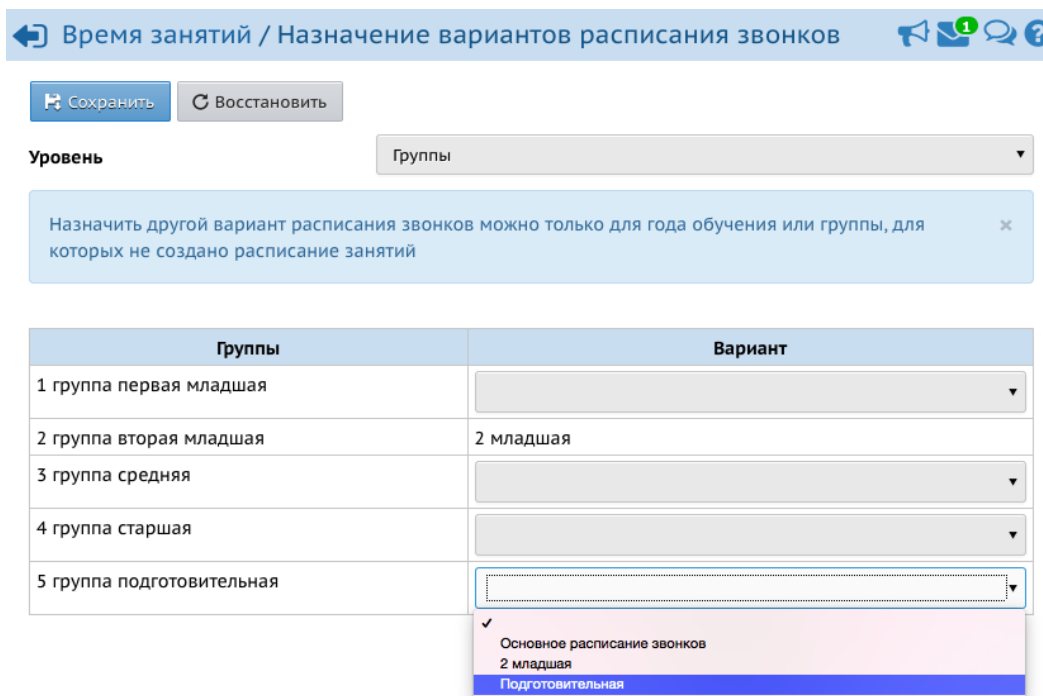 Время занятий / Назначение вариантов расписания звонков
1
?
Сохранить
Восстановить
Уровень
Группы
Назначить другой вариант расписания звонков можно только для года обучения или группы, для
которых не создано расписание занятий
×
Группы Вариант
1 группа первая младшая
2 группа вторая младшая 2 младшая
3 группа средняя
4 группа старшая
5 группа подготовительная
✓
Основное расписание звонков
2 младшая
Подготовительная